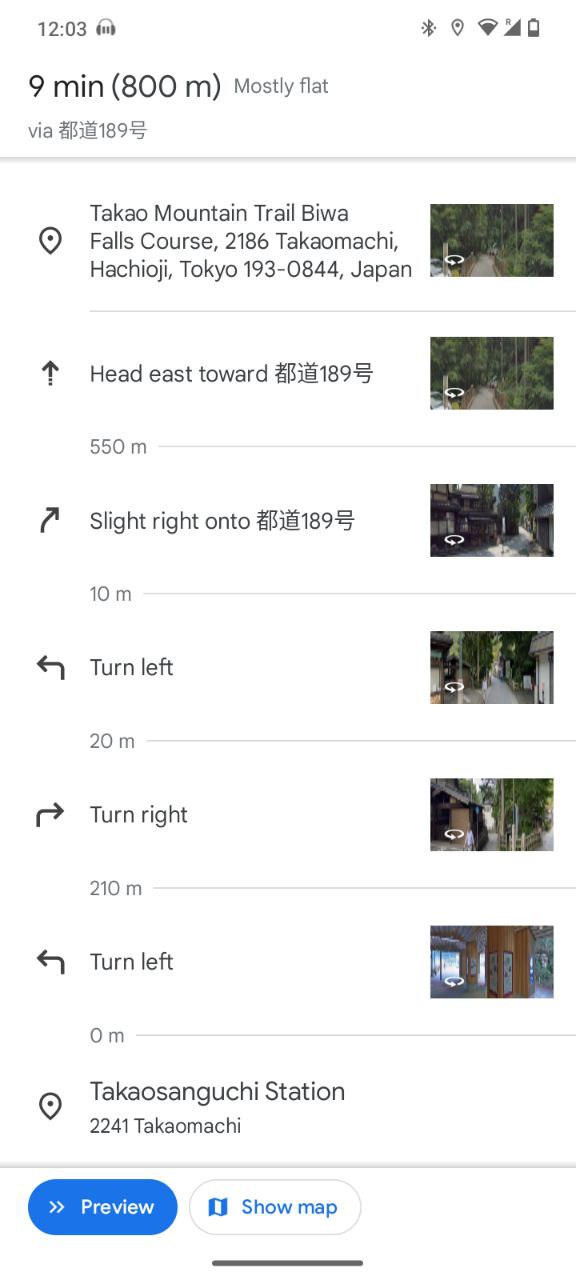 12:03
R
9 min (800 m) Mostly flat
via 都道189号
Takao Mountain Trail Biwa
Falls Course, 2186 Takaomachi,
Hachioji, Tokyo 193-0844, Japan
Head east toward 都道189号
550 m
Slight right onto 都道189号
10 m
Turn left
20 m
Turn right
210 m
Turn left
0 m
Takaosanguchi Station
2241 Takaomachi
Preview
Show map